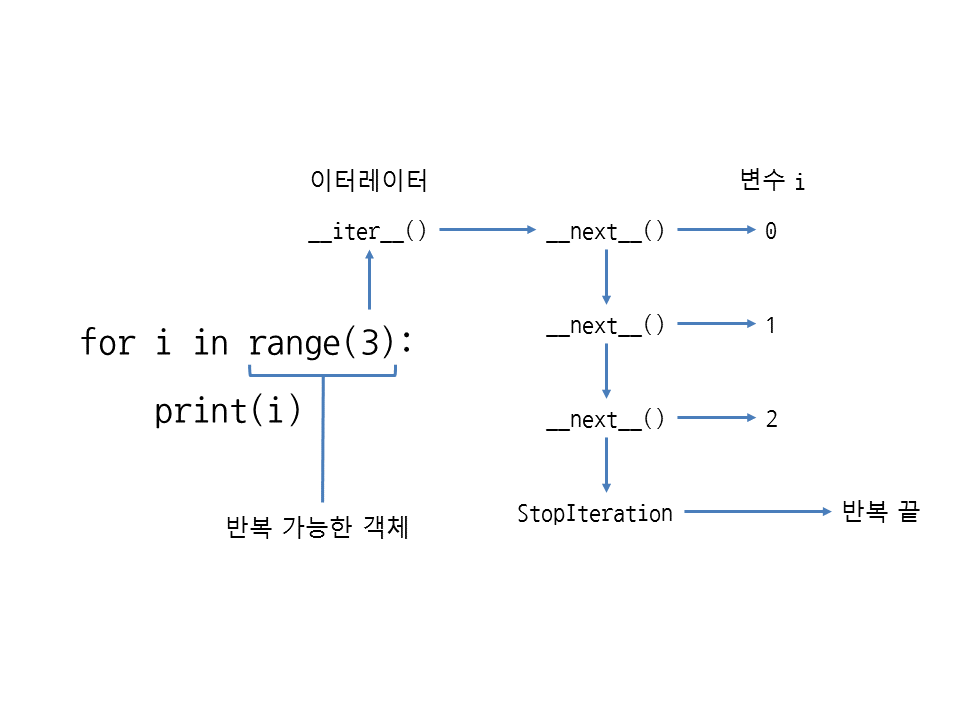 이터레이터
변수 i
__iter__()
__next__()
0
for i in range(3):
__next__()
1
print(i)
__next__()
2
반복 가능한 객체
StopIteration
반복 끝